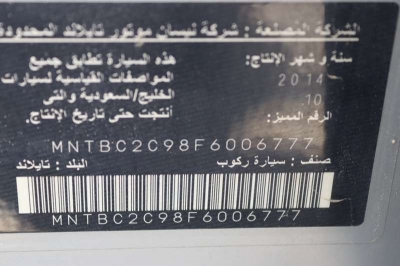 الشركة المصنعة : شركة نيسان موتور تايلاند المحدودة
سنة و شهر الإنتاج: هذه السيارة تطابق جميع
2014 المواصفات القياسية لسيارات
10 الخليج/السعودية والتى
الرقم المميز: أنتجت حتى تاريخ الإنتاج.
MNTBC2C98F6006777
صنف : سيارة ركوب البلد : تايلاند
MNTBC2C98F6006777